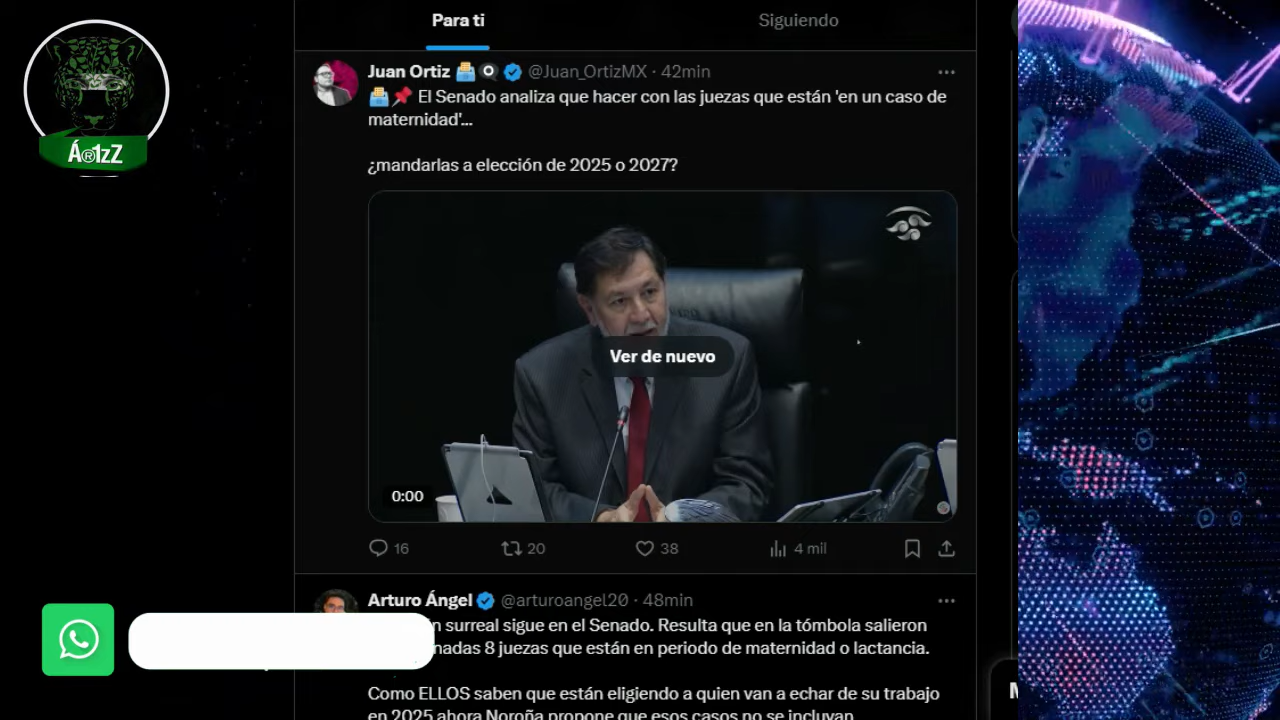 Para ti
Siguiendo
Á®1zZ
Juan Ortiz @Juan_OrtizMX · 42min
El Senado analiza que hacer con las juezas que están 'en un caso de
maternidad'...
¿mandarlas a elección de 2025 o 2027?
Ver de nuevo
0:00
16
20
38
4 mil
Arturo Ángel @arturoangel20 · 48min
surreal sigue en el Senado. Resulta que en la tómbola salieron
nadas 8 juezas que están en periodo de maternidad o lactancia.
Como ELLOS saben que están eligiendo a quien van a echar de su trabajo
en 2025 ahora Noroña propone que esos casos no se incluyan